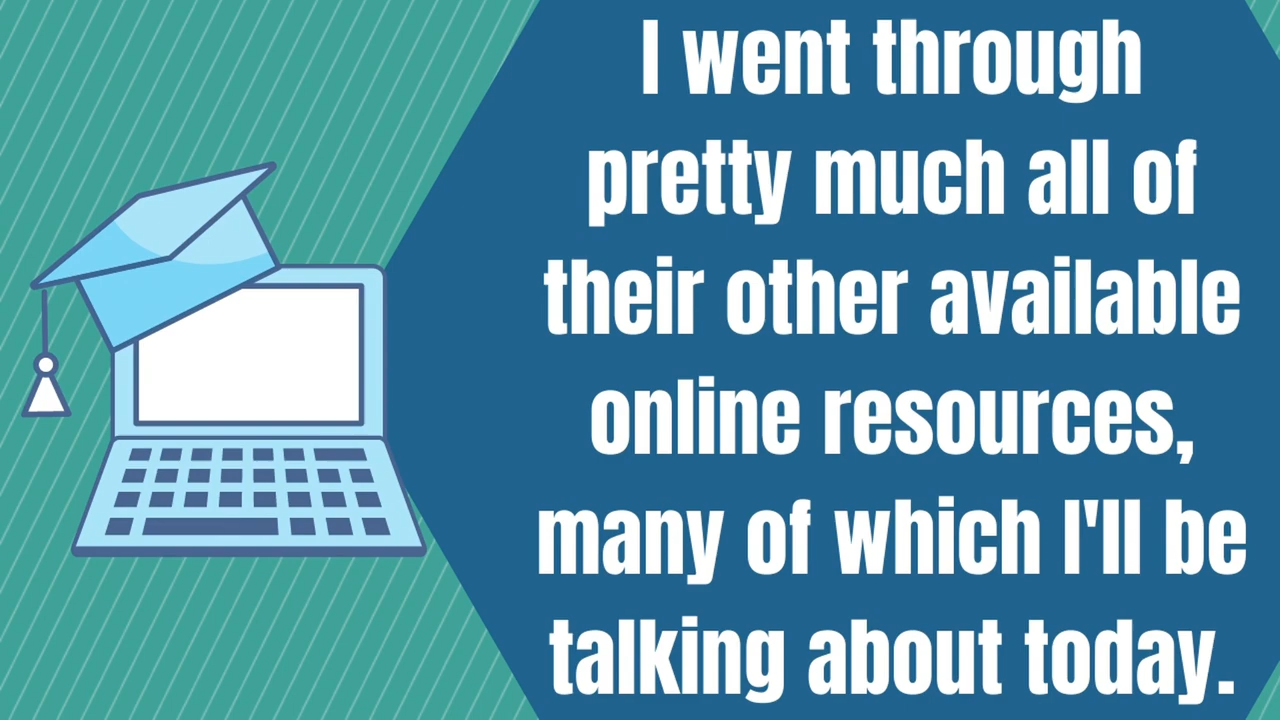 I went through
pretty much all of
their other available
online resources,
many of which I'll be
talking about today.